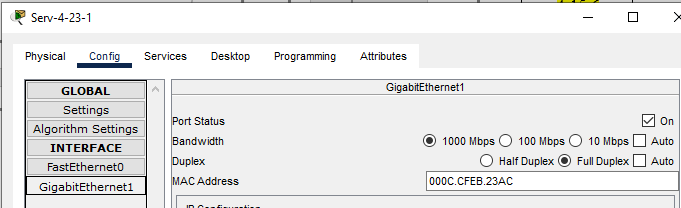 Serv-4-23-1
Physical Config Services Desktop Programming Attributes
GLOBAL
Settings
Algorithm Settings
INTERFACE
FastEthernet0
GigabitEthernet1
GigabitEthernet1
Port Status On
Bandwidth 1000 Mbps 100 Mbps 10 Mbps Auto
Duplex Half Duplex Full Duplex Auto
MAC Address 000C.CFEB.23AC
IP Configuration